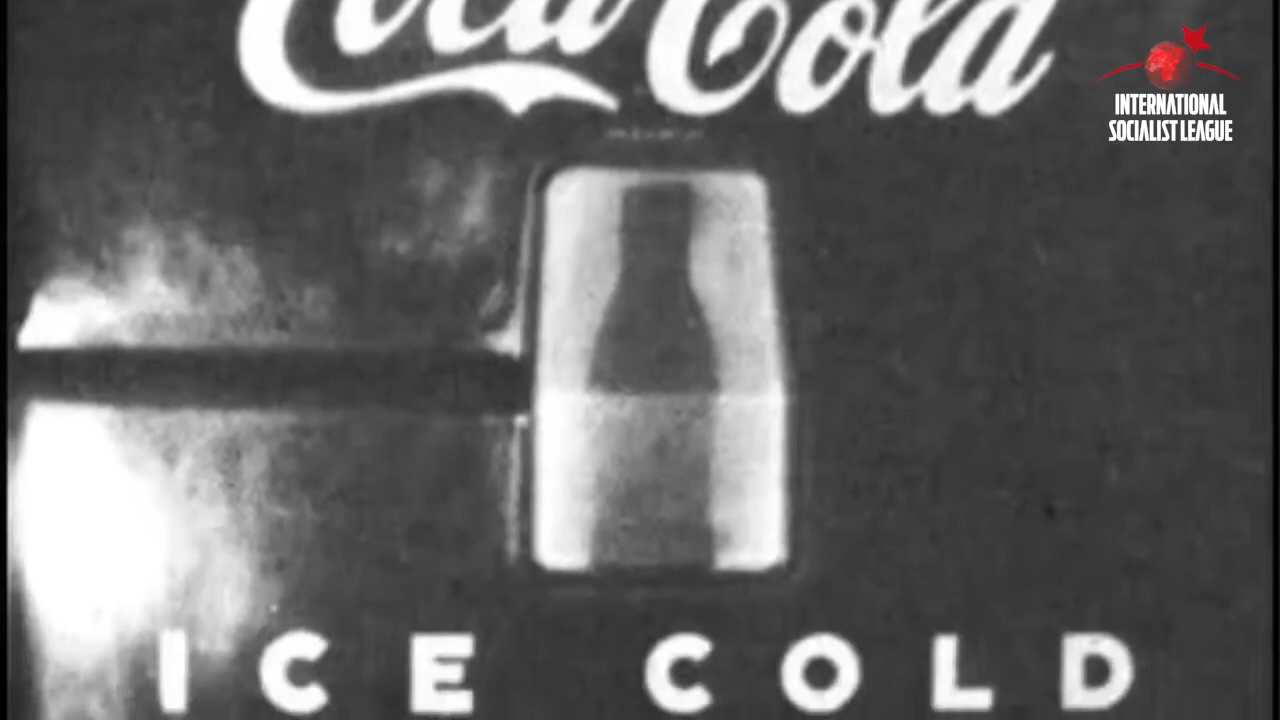 Coca-Cola
INTERNATIONAL
SOCIALIST LEAGUE
ICE COLD